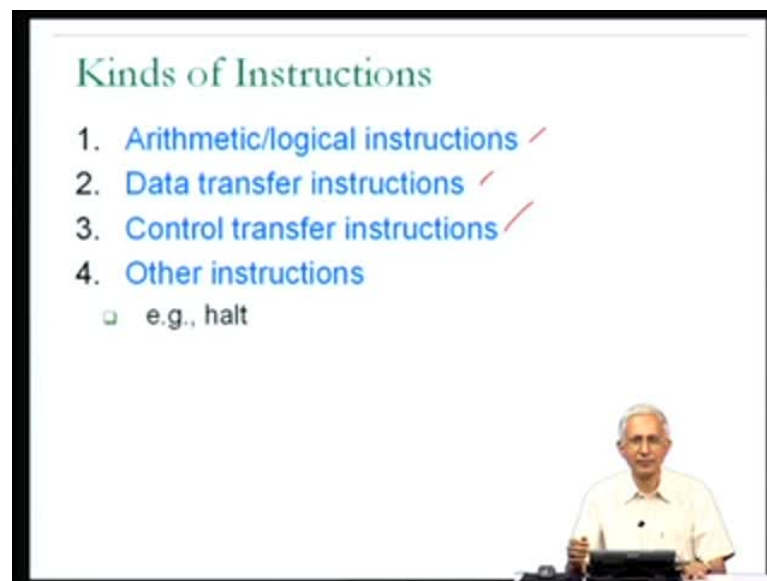 Kinds of Instructions
1. Arithmetic/logical instructions
2. Data transfer instructions
3. Control transfer instructions
4. Other instructions
e.g., halt